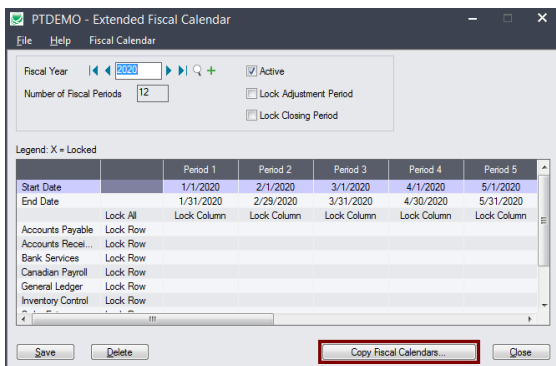 PTDEMO - Extended Fiscal Calendar
File Help Fiscal Calendar
Fiscal Year 2020 Active
Number of Fiscal Periods 12 Lock Adjustment Period
Lock Closing Period
Legend: X = Locked
Period 1 Period 2 Period 3 Period 4 Period 5
Start Date 1/1/2020 2/1/2020 3/1/2020 4/1/2020 5/1/2020
End Date 1/31/2020 2/29/2020 3/31/2020 4/30/2020 5/31/2020
Lock All Lock Column Lock Column Lock Column Lock Column Lock Column
Accounts Payable Lock Row
Accounts Recei... Lock Row
Bank Services Lock Row
Canadian Payroll Lock Row
General Ledger Lock Row
Inventory Control Lock Row
Save Delete Copy Fiscal Calendars... Close